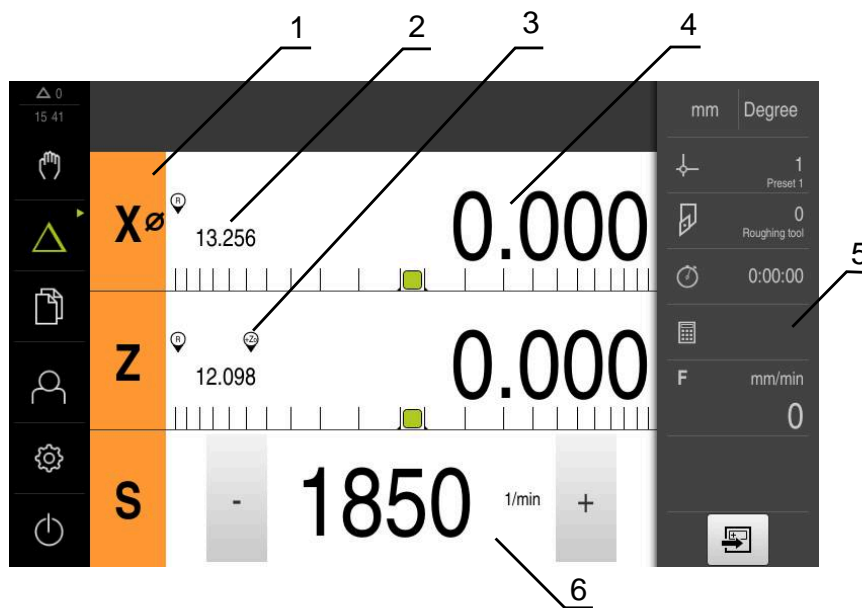 1 2 3 4
△ 0
15 41
mm Degree
1
Preset 1
X⌀
R
13.256
0.000
0
Roughing tool
5
0:00:00
Z
R +Zo
12.098
0.000
F mm/min
0
S - 1850 1/min +
6